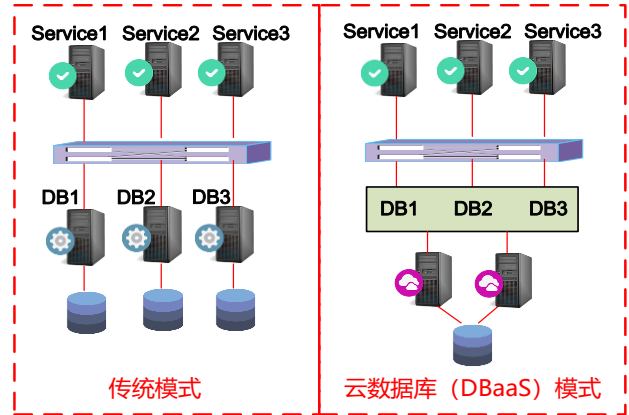 Service1 Service2 Service3
DB1 DB2 DB3
传统模式
Service1 Service2 Service3
DB1 DB2 DB3
云数据库（DBaaS）模式